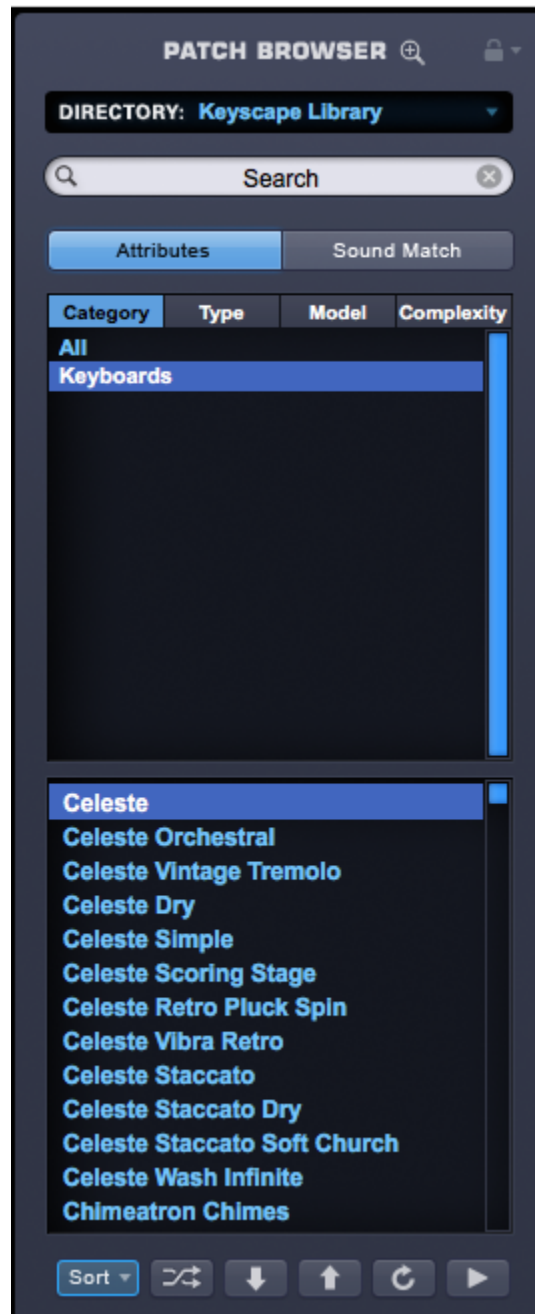 PATCH BROWSER
DIRECTORY: Keyscape Library
Search
Attributes Sound Match
Category Type Model Complexity
All
Keyboards
Celeste
Celeste Orchestral
Celeste Vintage Tremolo
Celeste Dry
Celeste Simple
Celeste Scoring Stage
Celeste Retro Pluck Spin
Celeste Vibra Retro
Celeste Staccato
Celeste Staccato Dry
Celeste Staccato Soft Church
Celeste Wash Infinite
Chimeatron Chimes
Sort